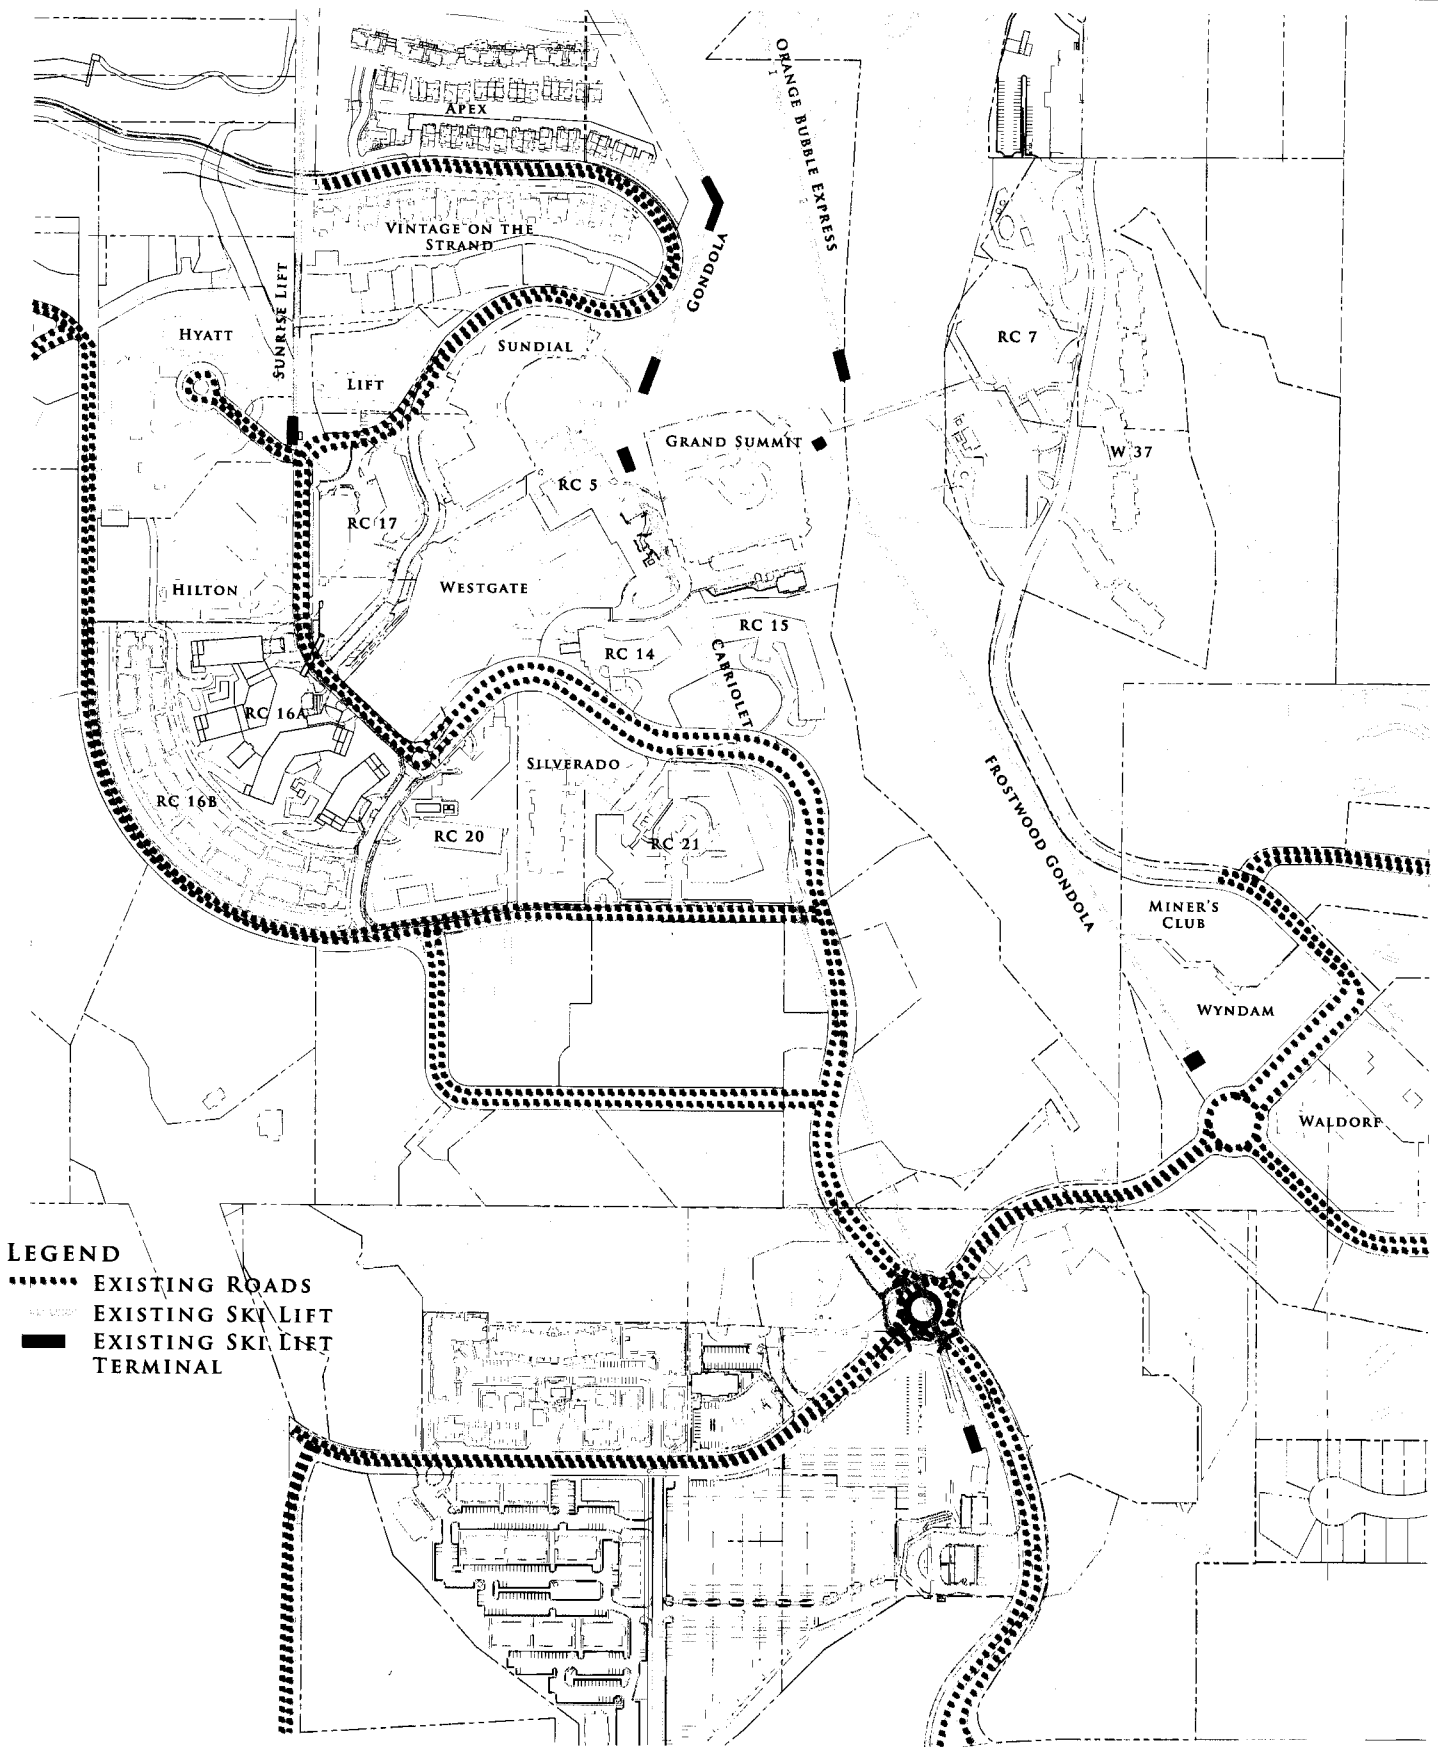 APEX
ORANGE BUBBLE EXPRESS
VINTAGE ON THE
STRAND
GONDOLA
SUNRISE LIFT
HYATT
SUNDIAL
LIFT
RC 7
GRAND SUMMIT
W 37
RC 5
RC 17
HILTON
WESTGATE
RC 15
RC 14
CABRIOLET
RC 16A
SILVERADO
RC 16B
RC 20
RC 21
FROSTWOOD GONDOLA
MINER'S
CLUB
WYNDAM
WALDORF
LEGEND
EXISTING ROADS
EXISTING SKI LIFT
EXISTING SKI LIFT
TERMINAL